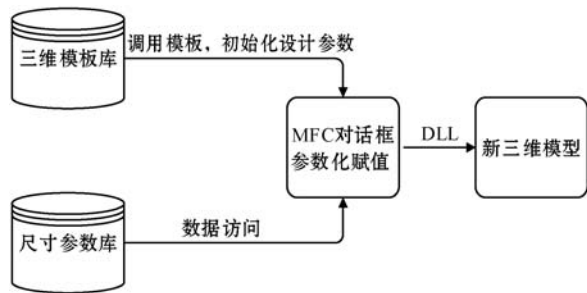 三维模板库
调用模板，初始化设计参数
MFC对话框
参数化赋值
DLL
新三维模型
尺寸参数库
数据访问